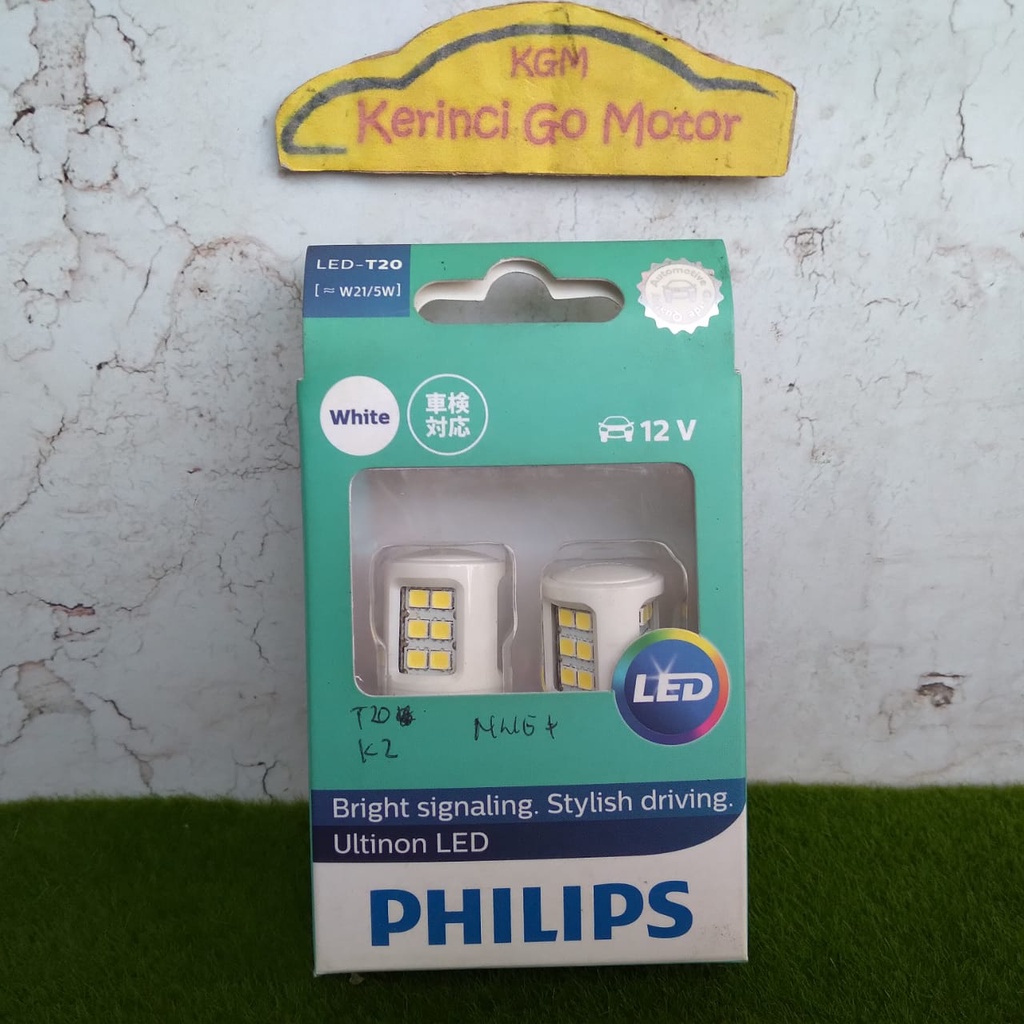 KGM
Kerinci Go Motor
LED-T20
[≈ W21/5W]
Automotive
White
車検
対応
12 V
LED
T20
K2
Bright signaling. Stylish driving.
Ultinon LED
PHILIPS